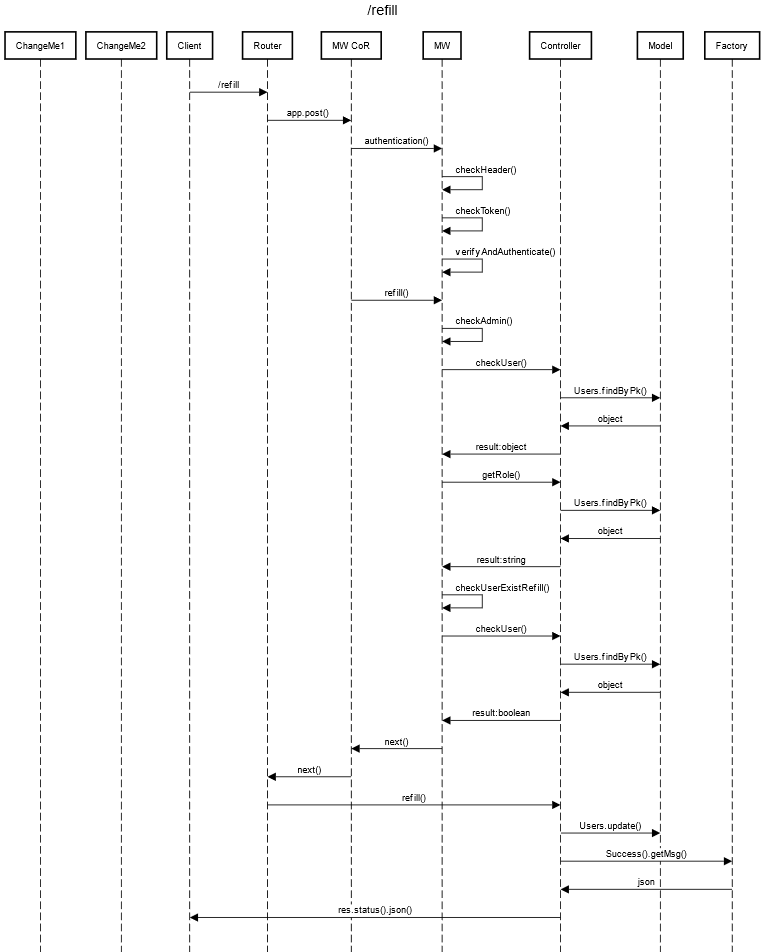 /refill
ChangeMe1
ChangeMe2
Client
Router
MW CoR
MW
Controller
Model
Factory
/refill
app.post()
authentication()
checkHeader()
checkToken()
verifyAndAuthenticate()
refill()
checkAdmin()
checkUser()
Users.findByPk()
object
result:object
getRole()
Users.findByPk()
object
result:string
checkUserExistRefill()
checkUser()
Users.findByPk()
object
result:boolean
next()
next()
refill()
Users.update()
Success().getMsg()
json
res.status().json()